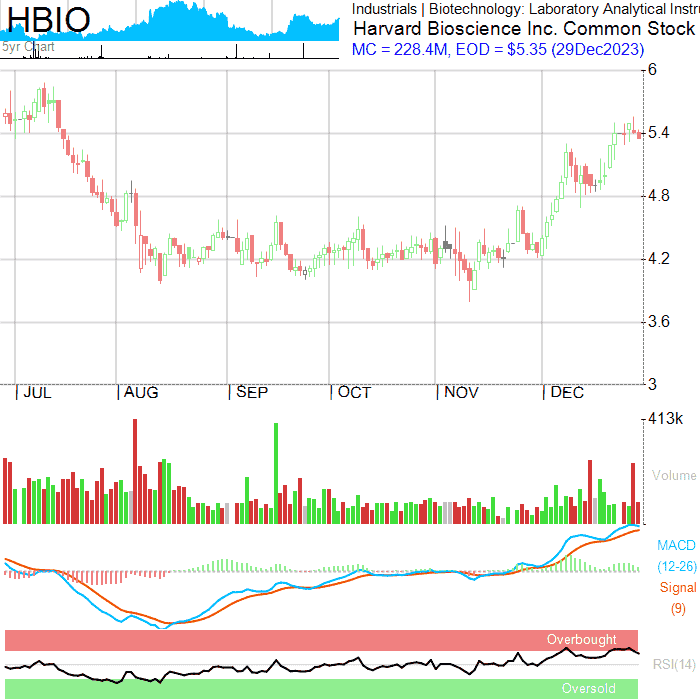 HBIO
5yr Chart
Industrials | Biotechnology: Laboratory Analytical Instru
Harvard Bioscience Inc. Common Stock
MC = 228.4M, EOD = $5.35 (29Dec2023)
6
5.4
4.8
4.2
3.6
3
JUL AUG SEP OCT NOV DEC
413k
Volume
MACD
(12-26)
Signal
(9)
Overbought
RSI(14)
Oversold